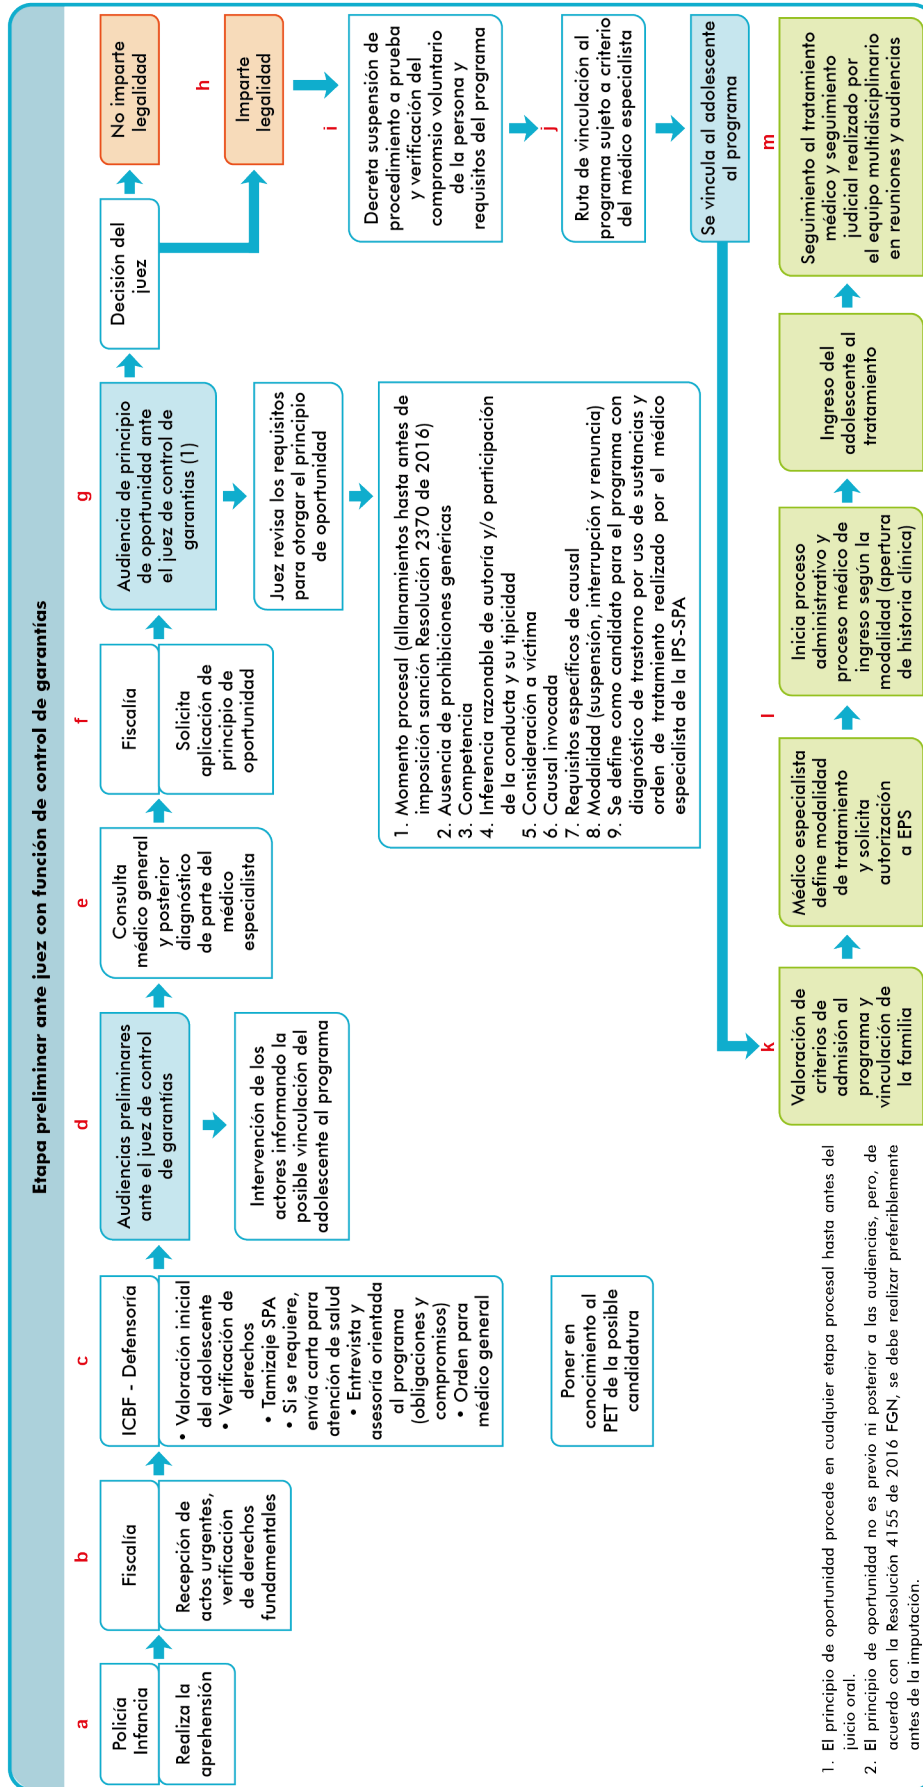 Etapa preliminar ante juez con función de control de garantías
a
Policía
Infancia
Realiza la
aprehensión
b
Fiscalía
Recepción de
actos urgentes,
verificación
de derechos
fundamentales
c
ICBF - Defensoría
• Valoración inicial
del adolescente
• Verificación de
derechos
• Tamizaje SPA
• Si se requiere,
envía carta para
atención de salud
• Entrevista y
asesoría orientada
al programa
(obligaciones y
compromisos)
• Orden para
médico general
Poner en
conocimiento al
PET de la posible
candidatura
d
Audiencias preliminares
ante el juez de control
de garantías
Intervención de los
actores informando la
posible vinculación del
adolescente al programa
e
Consulta
médico general
y posterior
diagnóstico
de parte del
médico
especialista
f
Fiscalía
Solicita
aplicación de
principio de
oportunidad
g
Audiencia de principio
de oportunidad ante
el juez de control de
garantías (1)
Juez revisa los requisitos
para otorgar el principio
de oportunidad
1. Momento procesal (allanamientos hasta antes de
imposición sanción Resolución 2370 de 2016)
2. Ausencia de prohibiciones genéricas
3. Competencia
4. Inferencia razonable de autoría y/o participación
de la conducta y su tipicidad
5. Consideración a víctima
6. Causal invocada
7. Requisitos específicos de causal
8. Modalidad (suspensión, interrupción y renuncia)
9. Se define como candidato para el programa con
diagnóstico de trastorno por uso de sustancias y
orden de tratamiento realizado por el médico
especialista de la IPS-SPA
Decisión del
juez
No imparte
legalidad
h
Imparte
legalidad
i
Decreta suspensión de
procedimiento a prueba
y verificación del
compromsio voluntario
de la persona y
requisitos del programa
j
Ruta de vinculación al
programa sujeto a criterio
del médico especialista
Se vincula al adolescente
al programa
k
Valoración de
criterios de
admisión al
programa y
vinculación de
la familia
Médico especialista
define modalidad
de tratamiento
y solicita
autorización
a EPS
l
Inicia proceso
administrativo y
proceso médico de
ingreso según la
modalidad (apertura
de historia clínica)
Ingreso del
adolescente al
tratamiento
m
Seguimiento al tratamiento
médico y seguimiento
judicial realizado por
el equipo multidisciplinario
en reuniones y audiencias
1. El principio de oportunidad procede en cualquier etapa procesal hasta antes del
juicio oral.
2. El principio de oportunidad no es previo ni posterior a las audiencias, pero, de
acuerdo con la Resolución 4155 de 2016 FGN, se debe realizar preferiblemente
antes de la imputación.